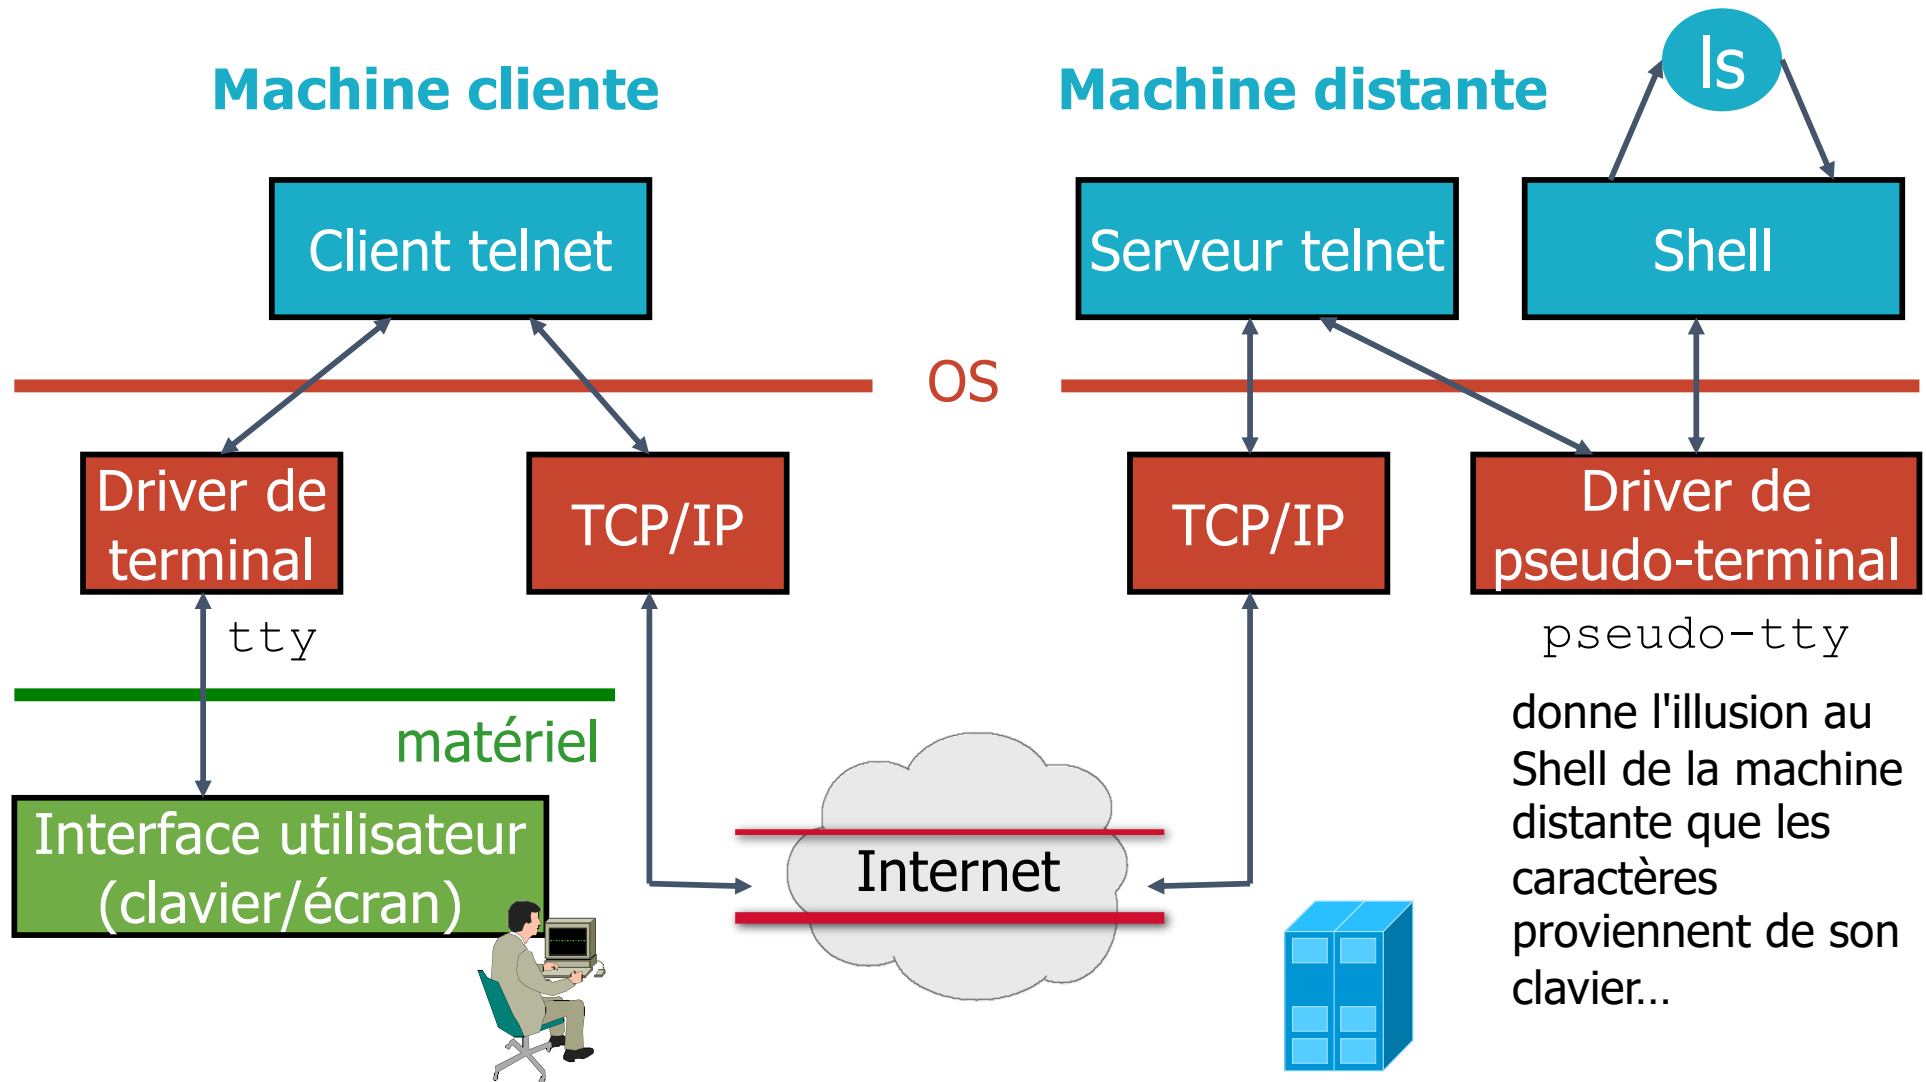 Machine cliente
Machine distante
ls
Client telnet
Serveur telnet
Shell
OS
Driver de
terminal
TCP/IP
TCP/IP
Driver de
pseudo-terminal
tty
pseudo-tty
matériel
donne l'illusion au
Shell de la machine
distante que les
caractères
proviennent de son
clavier…
Interface utilisateur
(clavier/écran)
Internet